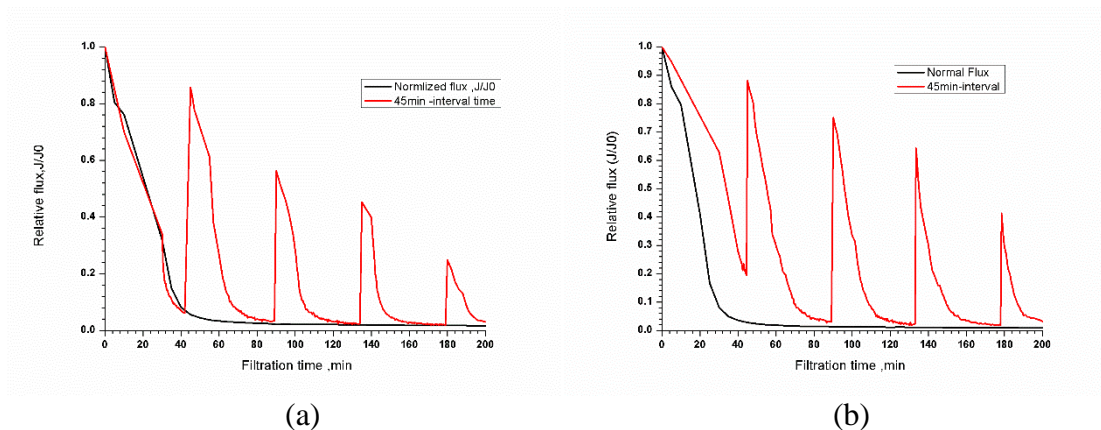 1.0
0.8
0.6
0.4
0.2
0.0
Relative flux,J/J0
Normlized flux ,J/J0
45min -interval time
0 20 40 60 80 100 120 140 160 180 200
Filtration time ,min
(a)
1.0
0.9
0.8
0.7
0.6
0.5
0.4
0.3
0.2
0.1
0.0
Relative flux (J/J0)
Normal Flux
45min-interval
0 20 40 60 80 100 120 140 160 180 200
Filtration time ,min
(b)